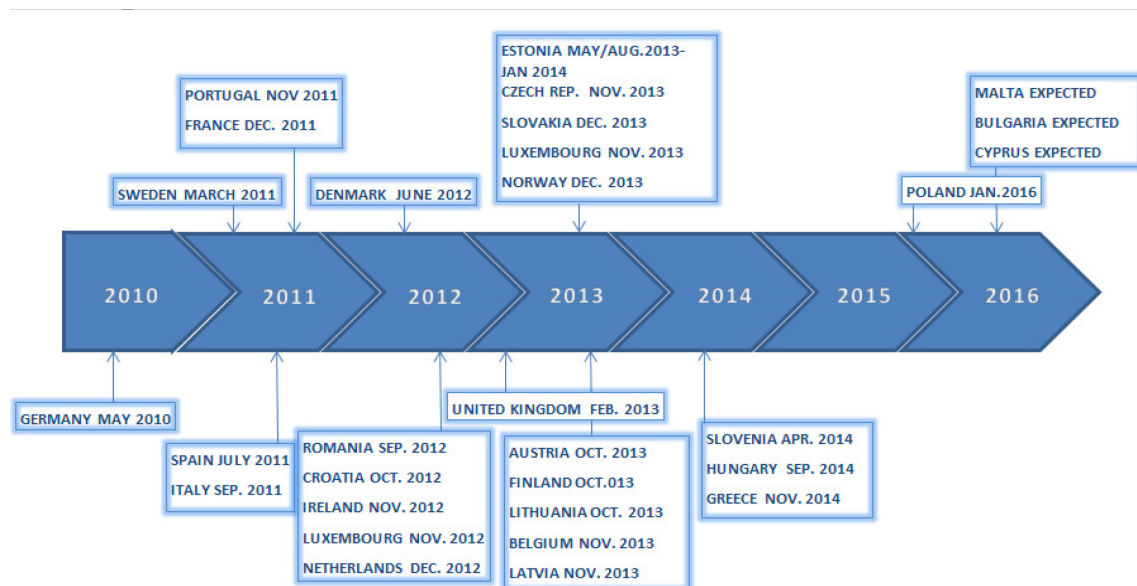 ESTONIA MAY/AUG.2013-
JAN 2014
CZECH REP. NOV. 2013
SLOVAKIA DEC. 2013
LUXEMBOURG NOV. 2013
NORWAY DEC. 2013
PORTUGAL NOV 2011
FRANCE DEC. 2011
MALTA EXPECTED
BULGARIA EXPECTED
CYPRUS EXPECTED
SWEDEN MARCH 2011
DENMARK JUNE 2012
POLAND JAN.2016
2010
2011
2012
2013
2014
2015
2016
GERMANY MAY 2010
UNITED KINGDOM FEB. 2013
SPAIN JULY 2011
ITALY SEP. 2011
ROMANIA SEP. 2012
CROATIA OCT. 2012
IRELAND NOV. 2012
LUXEMBOURG NOV. 2012
NETHERLANDS DEC. 2012
AUSTRIA OCT. 2013
FINLAND OCT.013
LITHUANIA OCT. 2013
BELGIUM NOV. 2013
LATVIA NOV. 2013
SLOVENIA APR. 2014
HUNGARY SEP. 2014
GREECE NOV. 2014